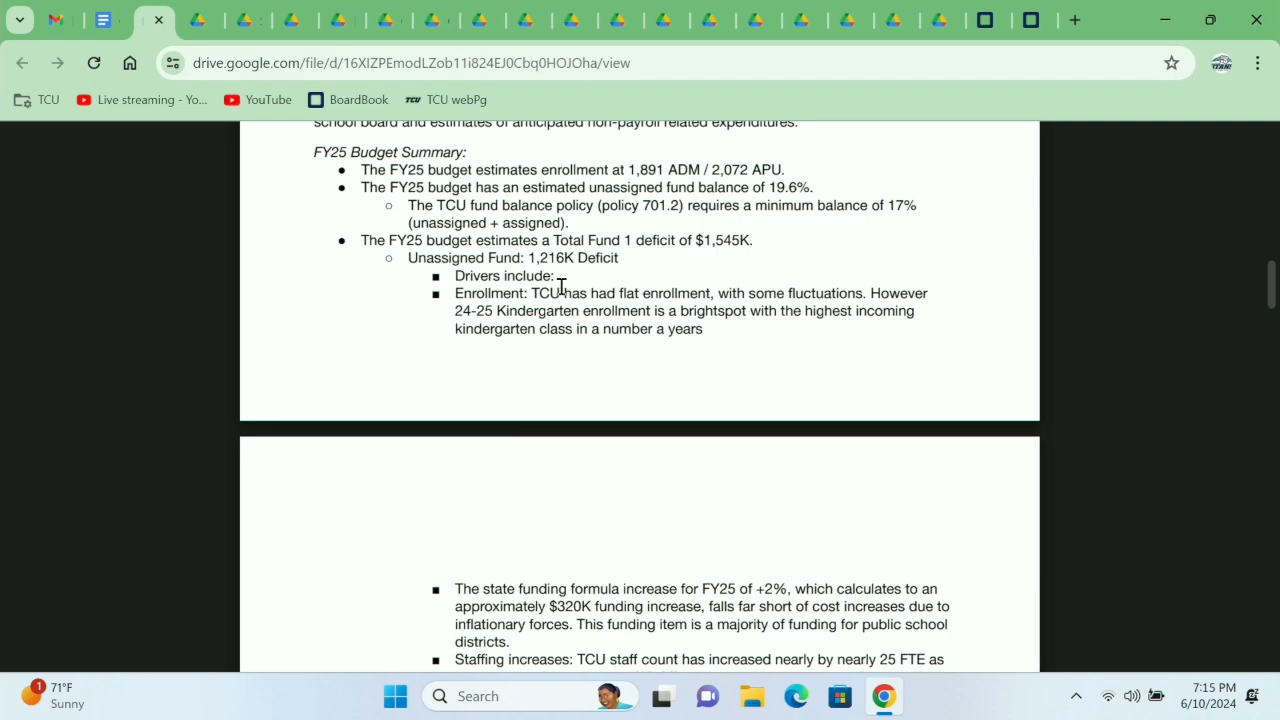 drive.google.com/file/d/16XIZPEmodLZob11i824EJ0Cbq0HOJOha/view
TCU
Live streaming - Yo...
YouTube
BoardBook
TCU
TCU webPg
school board and estimates of anticipated non-payroll related expenditures.
FY25 Budget Summary:
● The FY25 budget estimates enrollment at 1,891 ADM / 2,072 APU.
● The FY25 budget has an estimated unassigned fund balance of 19.6%.
○ The TCU fund balance policy (policy 701.2) requires a minimum balance of 17%
(unassigned + assigned).
● The FY25 budget estimates a Total Fund 1 deficit of $1,545K.
○ Unassigned Fund: 1,216K Deficit
■ Drivers include:
■ Enrollment: TCU has had flat enrollment, with some fluctuations. However
24-25 Kindergarten enrollment is a brightspot with the highest incoming
kindergarten class in a number a years
■ The state funding formula increase for FY25 of +2%, which calculates to an
approximately $320K funding increase, falls far short of cost increases due to
inflationary forces. This funding item is a majority of funding for public school
districts.
■ Staffing increases: TCU staff count has increased nearly by nearly 25 FTE as
1
71°F
Sunny
Search
7:15 PM
6/10/2024